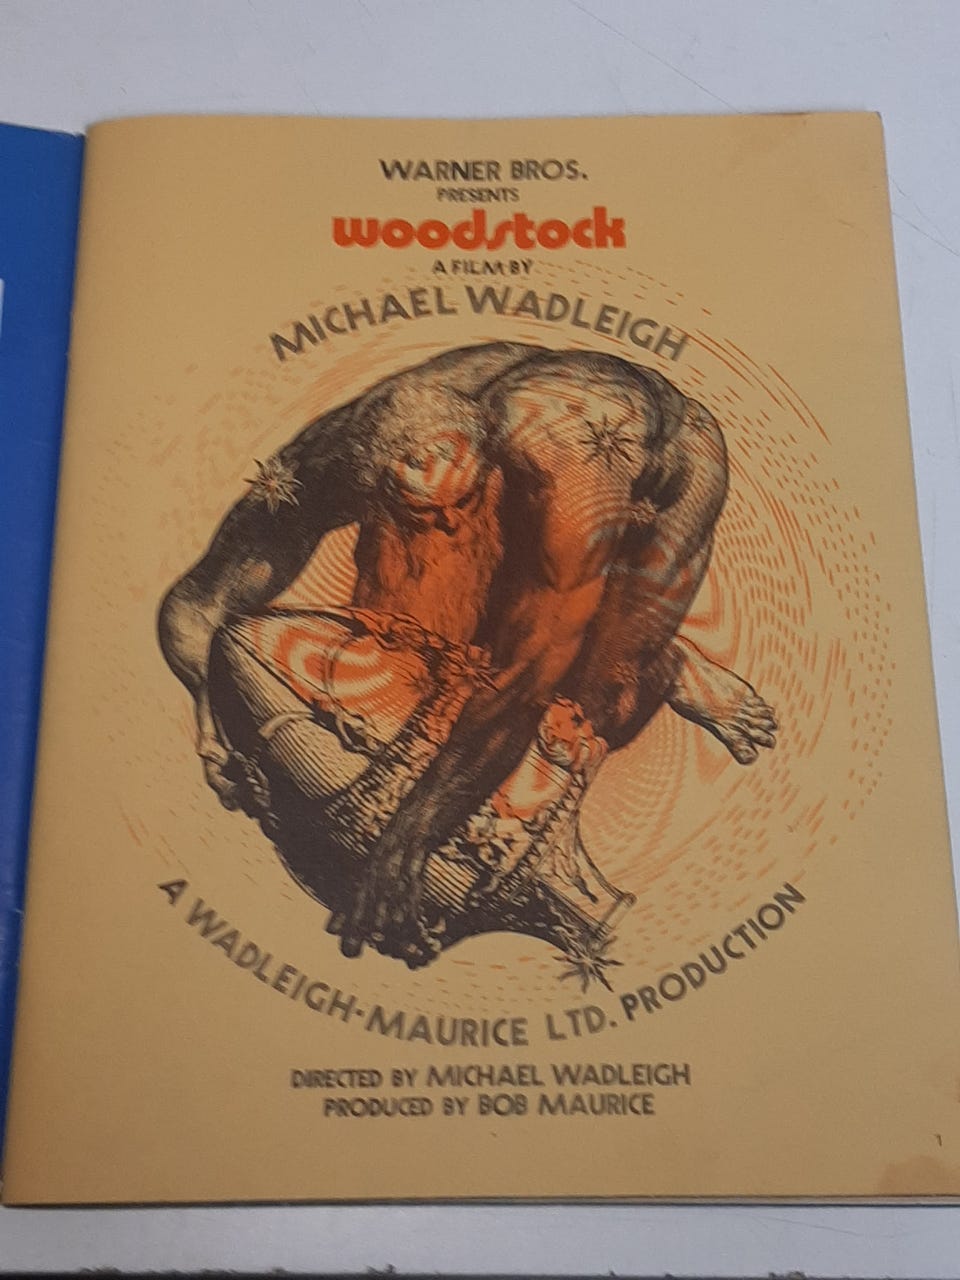 WARNER BROS.
PRESENTS
woodstock
A FILM BY
MICHAEL WADLEIGH
A WADLEIGH-MAURICE LTD. PRODUCTION
DIRECTED BY MICHAEL WADLEIGH
PRODUCED BY BOB MAURICE
1